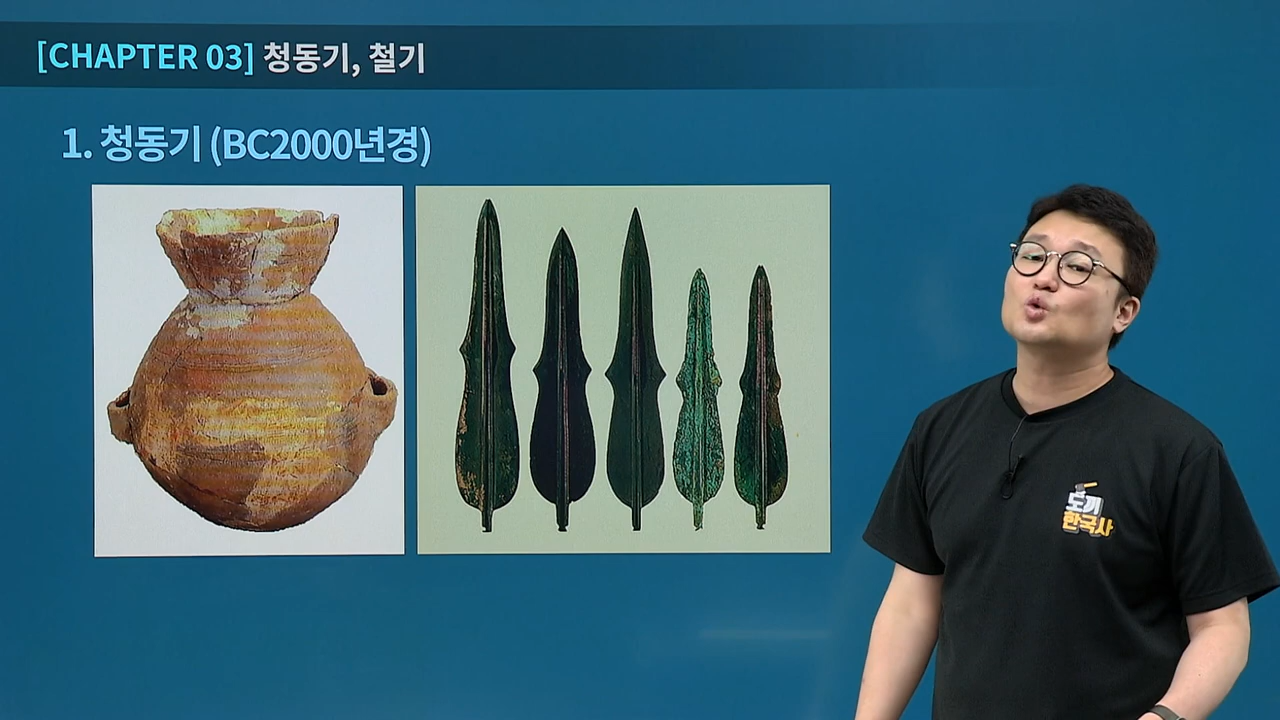 [CHAPTER 03] 청동기, 철기
1. 청동기 (BC2000년경)
도끼
한국사